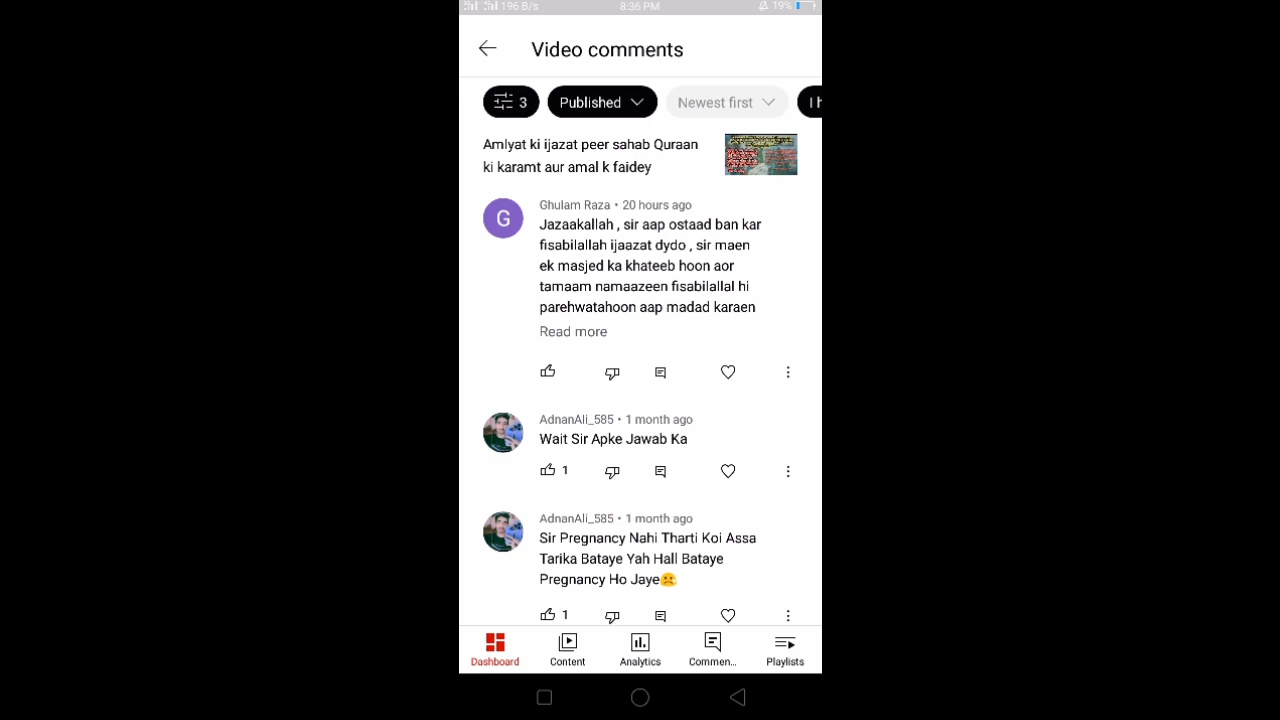 196 B/s
8:36 PM
19%
Video comments
3
Published
Newest first
I h
Amlyat ki ijazat peer sahab Quraan
ki karamt aur amal k faidey
G
Ghulam Raza • 20 hours ago
Jazaakallah , sir aap ostaad ban kar
fisabilallah ijaazat dydo , sir maen
ek masjed ka khateeb hoon aor
tamaam namaazeen fisabilallal hi
parehwatahoon aap madad karaen
Read more
AdnanAli_585 • 1 month ago
Wait Sir Apke Jawab Ka
1
AdnanAli_585 • 1 month ago
Sir Pregnancy Nahi Tharti Koi Assa
Tarika Bataye Yah Hall Bataye
Pregnancy Ho Jaye☹️
1
Dashboard
Content
Analytics
Commen...
Playlists